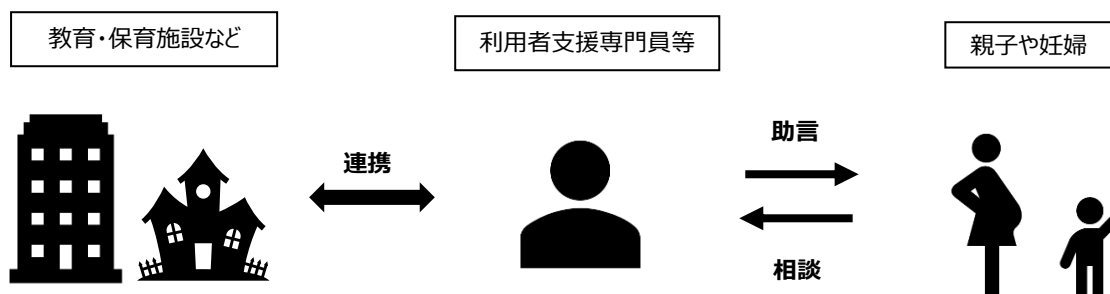 教育・保育施設など
利用者支援専門員等
親子や妊婦
連携
助言
相談